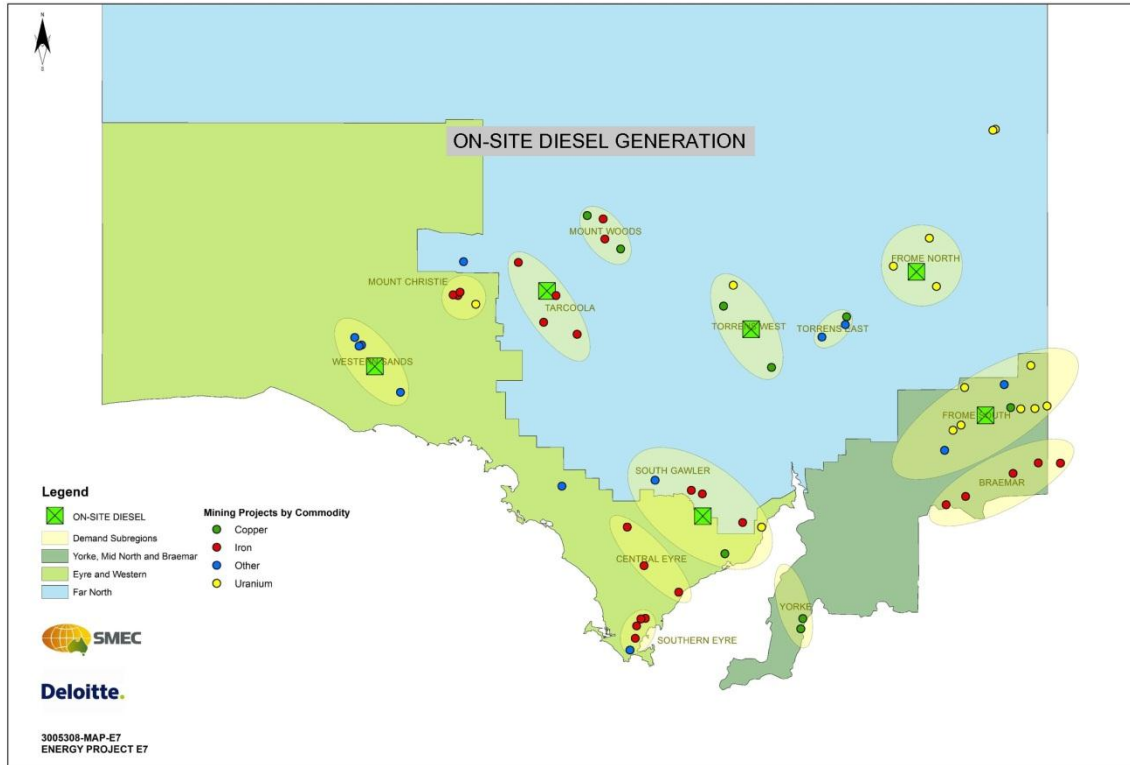 N
S
ON-SITE DIESEL GENERATION
MOUNT WOODS
FROME NORTH
MOUNT CHRISTIE
TARCOOLA
TORRENS WEST
TORRENS EAST
WESTERN SANDS
FROME SOUTH
SOUTH GAWLER
BRAEMAR
CENTRAL EYRE
YORKE
SOUTHERN EYRE
Legend
ON-SITE DIESEL
Demand Subregions
Yorke, Mid North and Braemar
Eyre and Western
Far North
Mining Projects by Commodity
Copper
Iron
Other
Uranium
SMEC
Deloitte.
3005308-MAP-E7
ENERGY PROJECT E7